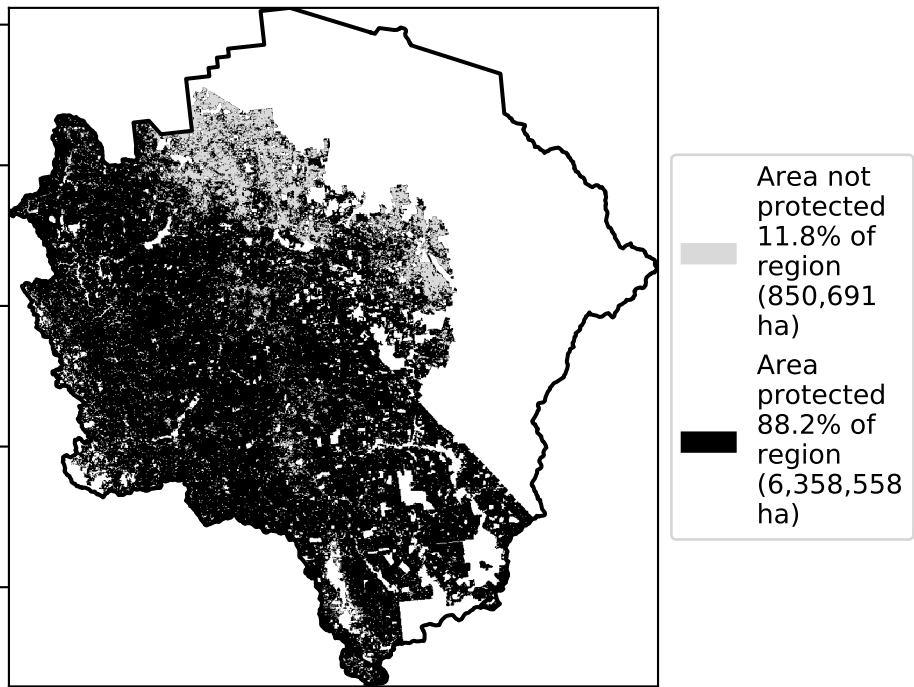 Area not
protected
11.8% of
region
(850,691
ha)
Area
protected
88.2% of
region
(6,358,558
ha)